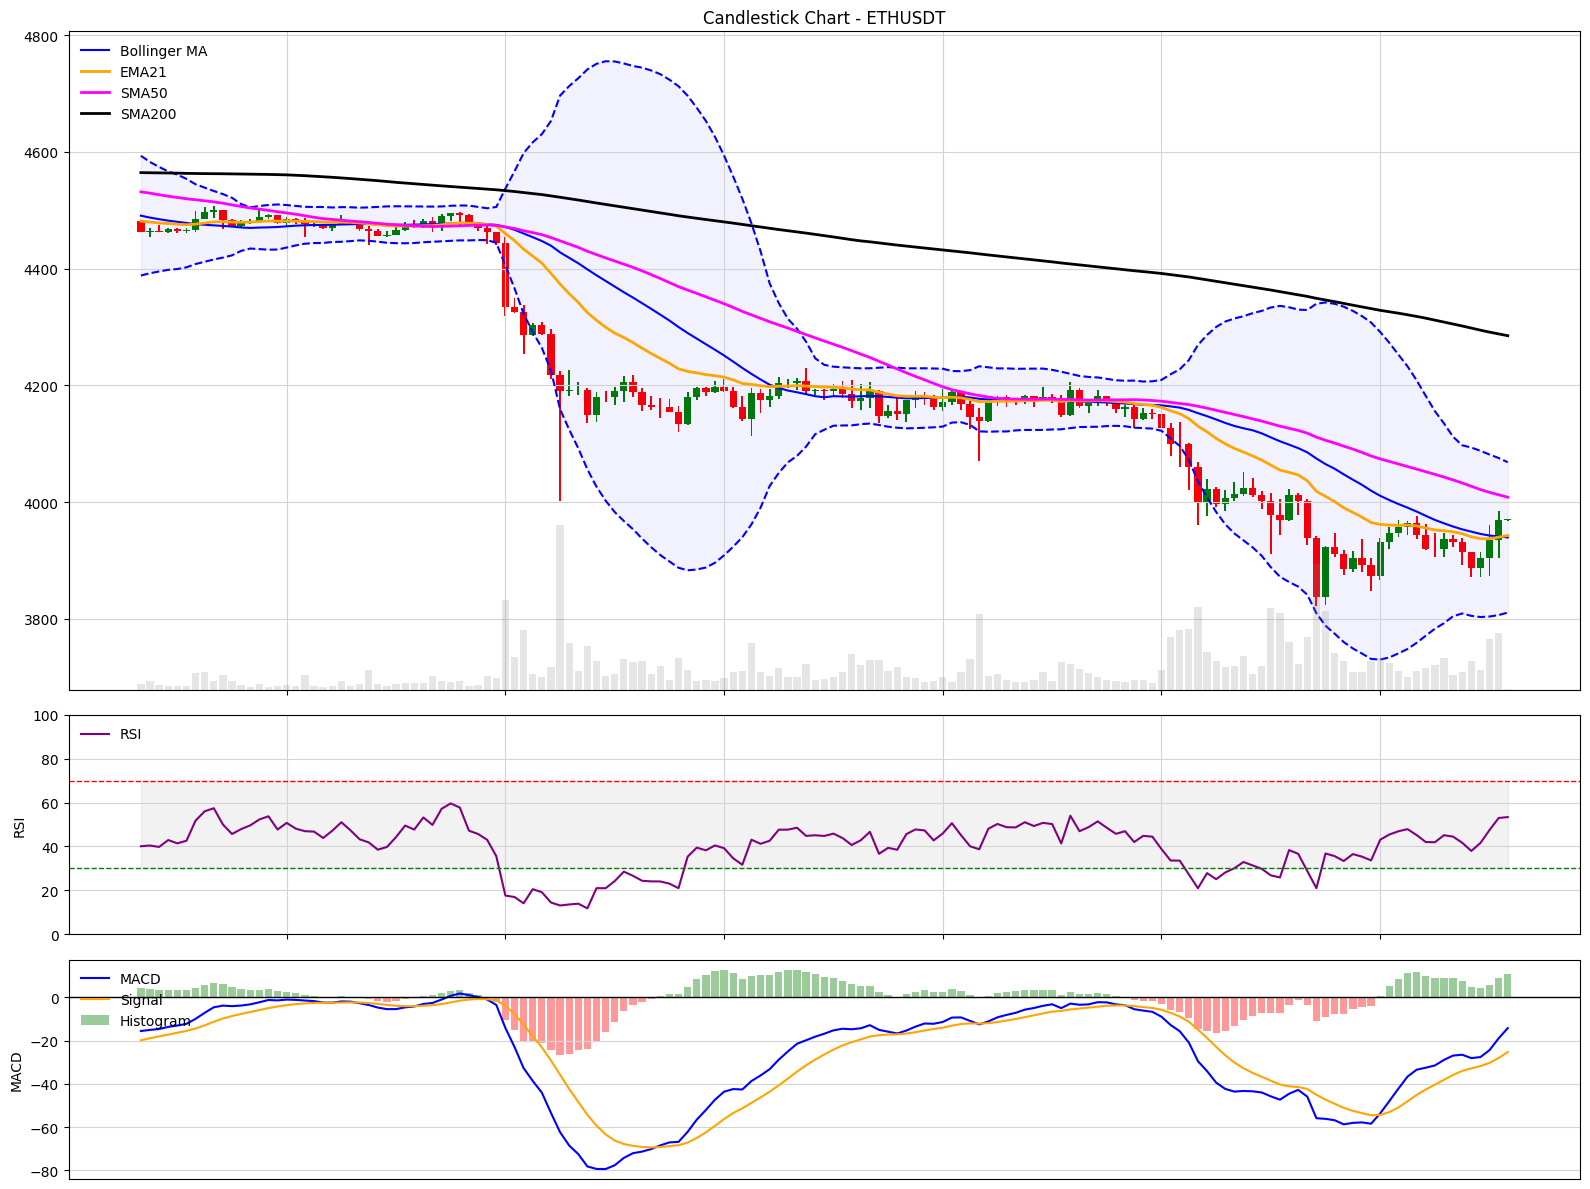 Candlestick Chart - ETHUSDT
4800
4600
4400
4200
4000
3800
Bollinger MA
EMA21
SMA50
SMA200
100
80
60
40
20
0
RSI
RSI
0
−20
−40
−60
−80
MACD
MACD
Signal
Histogram